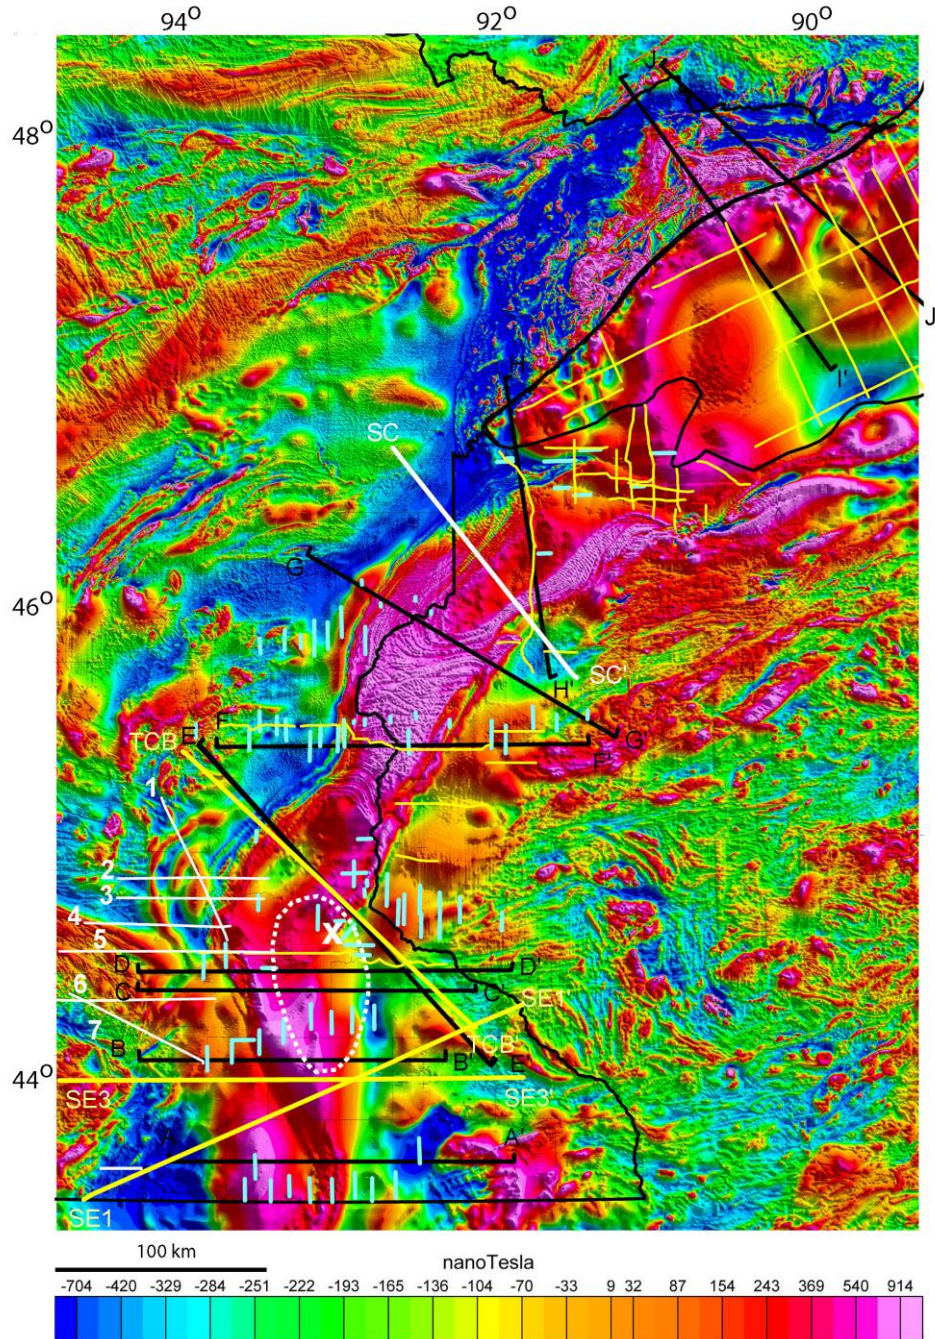 94° 92° 90°
I J
48°
J
H I'
SC
46°
G
H' SC'
G'
E F F'
TCB
1
2
3
4 X
5
D D'
C C'
6 SE1'
7
B B' TCB' E'
44°
SE3 SE3'
A A'
SE1
100 km nanoTesla
-704 -420 -329 -284 -251 -222 -193 -165 -136 -104 -70 -33 9 32 87 154 243 369 540 914